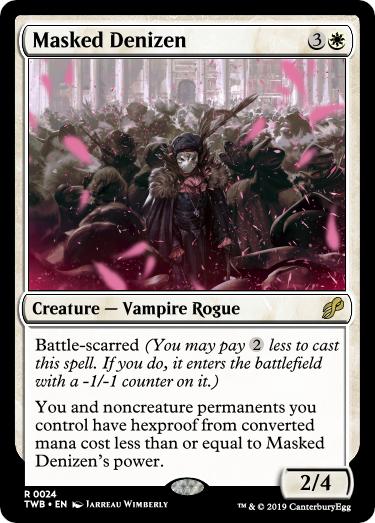 Masked Denizen 3
Creature — Vampire Rogue
Battle-scarred (You may pay 2 less to cast
this spell. If you do, it enters the battlefield
with a -1/-1 counter on it.)
You and noncreature permanents you
control have hexproof from converted
mana cost less than or equal to Masked
Denizen's power.
2/4
R 0024
TWB • EN JARREAU WIMBERLY
™ & © 2019 CanterburyEgg